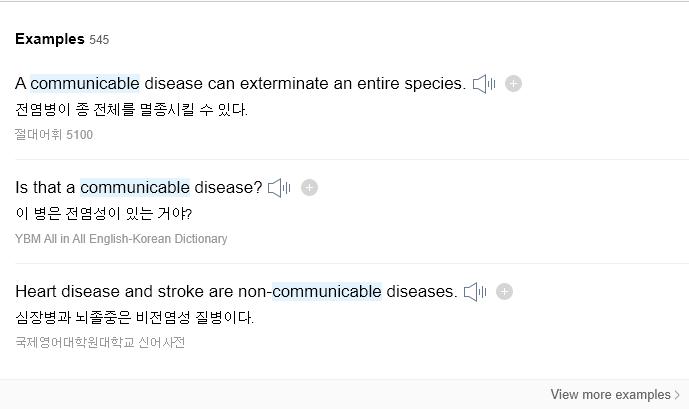 Examples 545
A communicable disease can exterminate an entire species.
전염병이 종 전체를 멸종시킬 수 있다.
절대어휘 5100
Is that a communicable disease?
이 병은 전염성이 있는 거야?
YBM All in All English-Korean Dictionary
Heart disease and stroke are non-communicable diseases.
심장병과 뇌졸중은 비전염성 질병이다.
국제영어대학원대학교 신어사전
View more examples